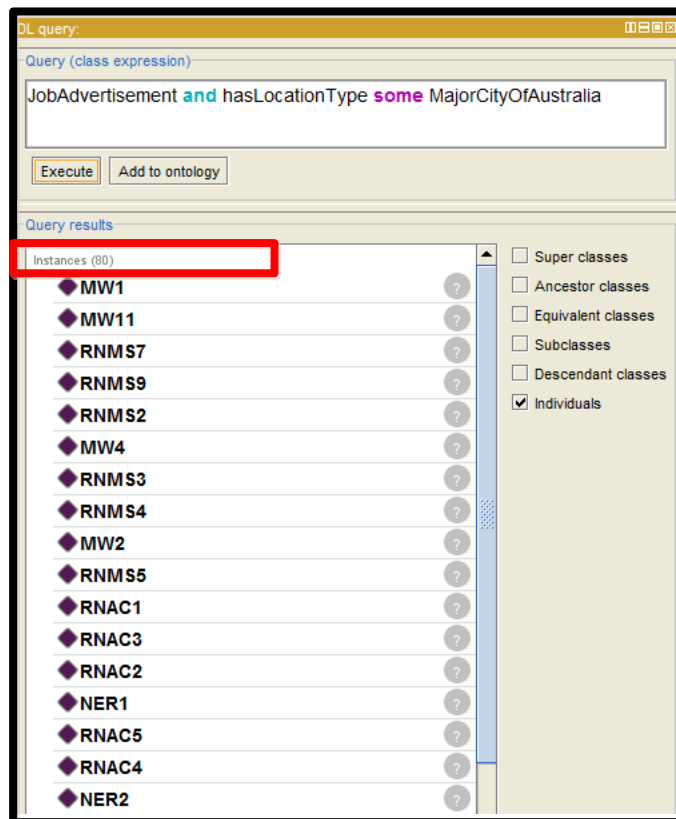 DL query:
Query (class expression)
JobAdvertisement and hasLocationType some MajorCityOfAustralia
Execute Add to ontology
Query results
Instances (80)
MW1 ?
MW11 ?
RNMS7 ?
RNMS9 ?
RNMS2 ?
MW4 ?
RNMS3 ?
RNMS4 ?
MW2 ?
RNMS5 ?
RNAC1 ?
RNAC3 ?
RNAC2 ?
NER1 ?
RNAC5 ?
RNAC4 ?
NER2 ?
Super classes
Ancestor classes
Equivalent classes
Subclasses
Descendant classes
Individuals